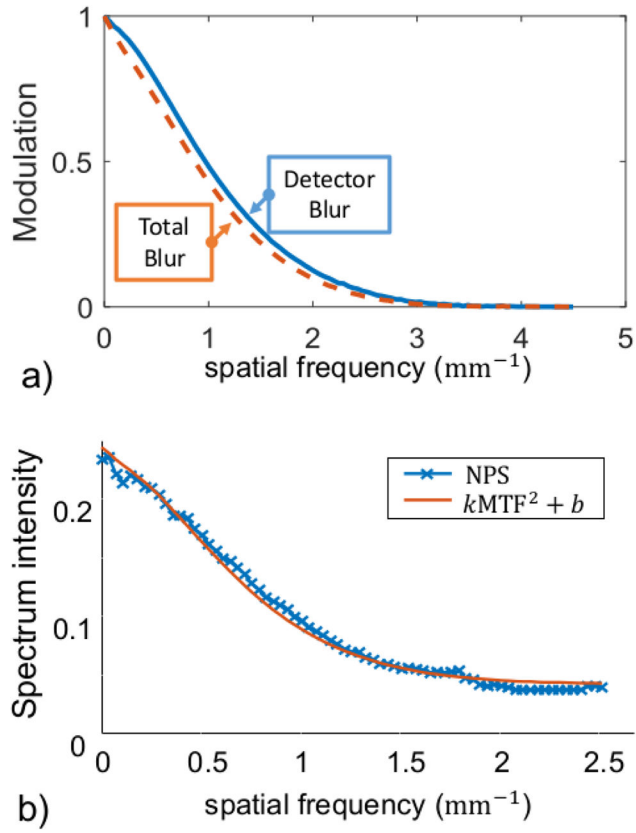 1
0.5
0
Modulation
Detector
Blur
Total
Blur
0 1 2 3 4 5
spatial frequency (mm⁻¹)
a)
0.2
0.1
0
Spectrum intensity
NPS
kMTF² + b
0 0.5 1 1.5 2 2.5
spatial frequency (mm⁻¹)
b)